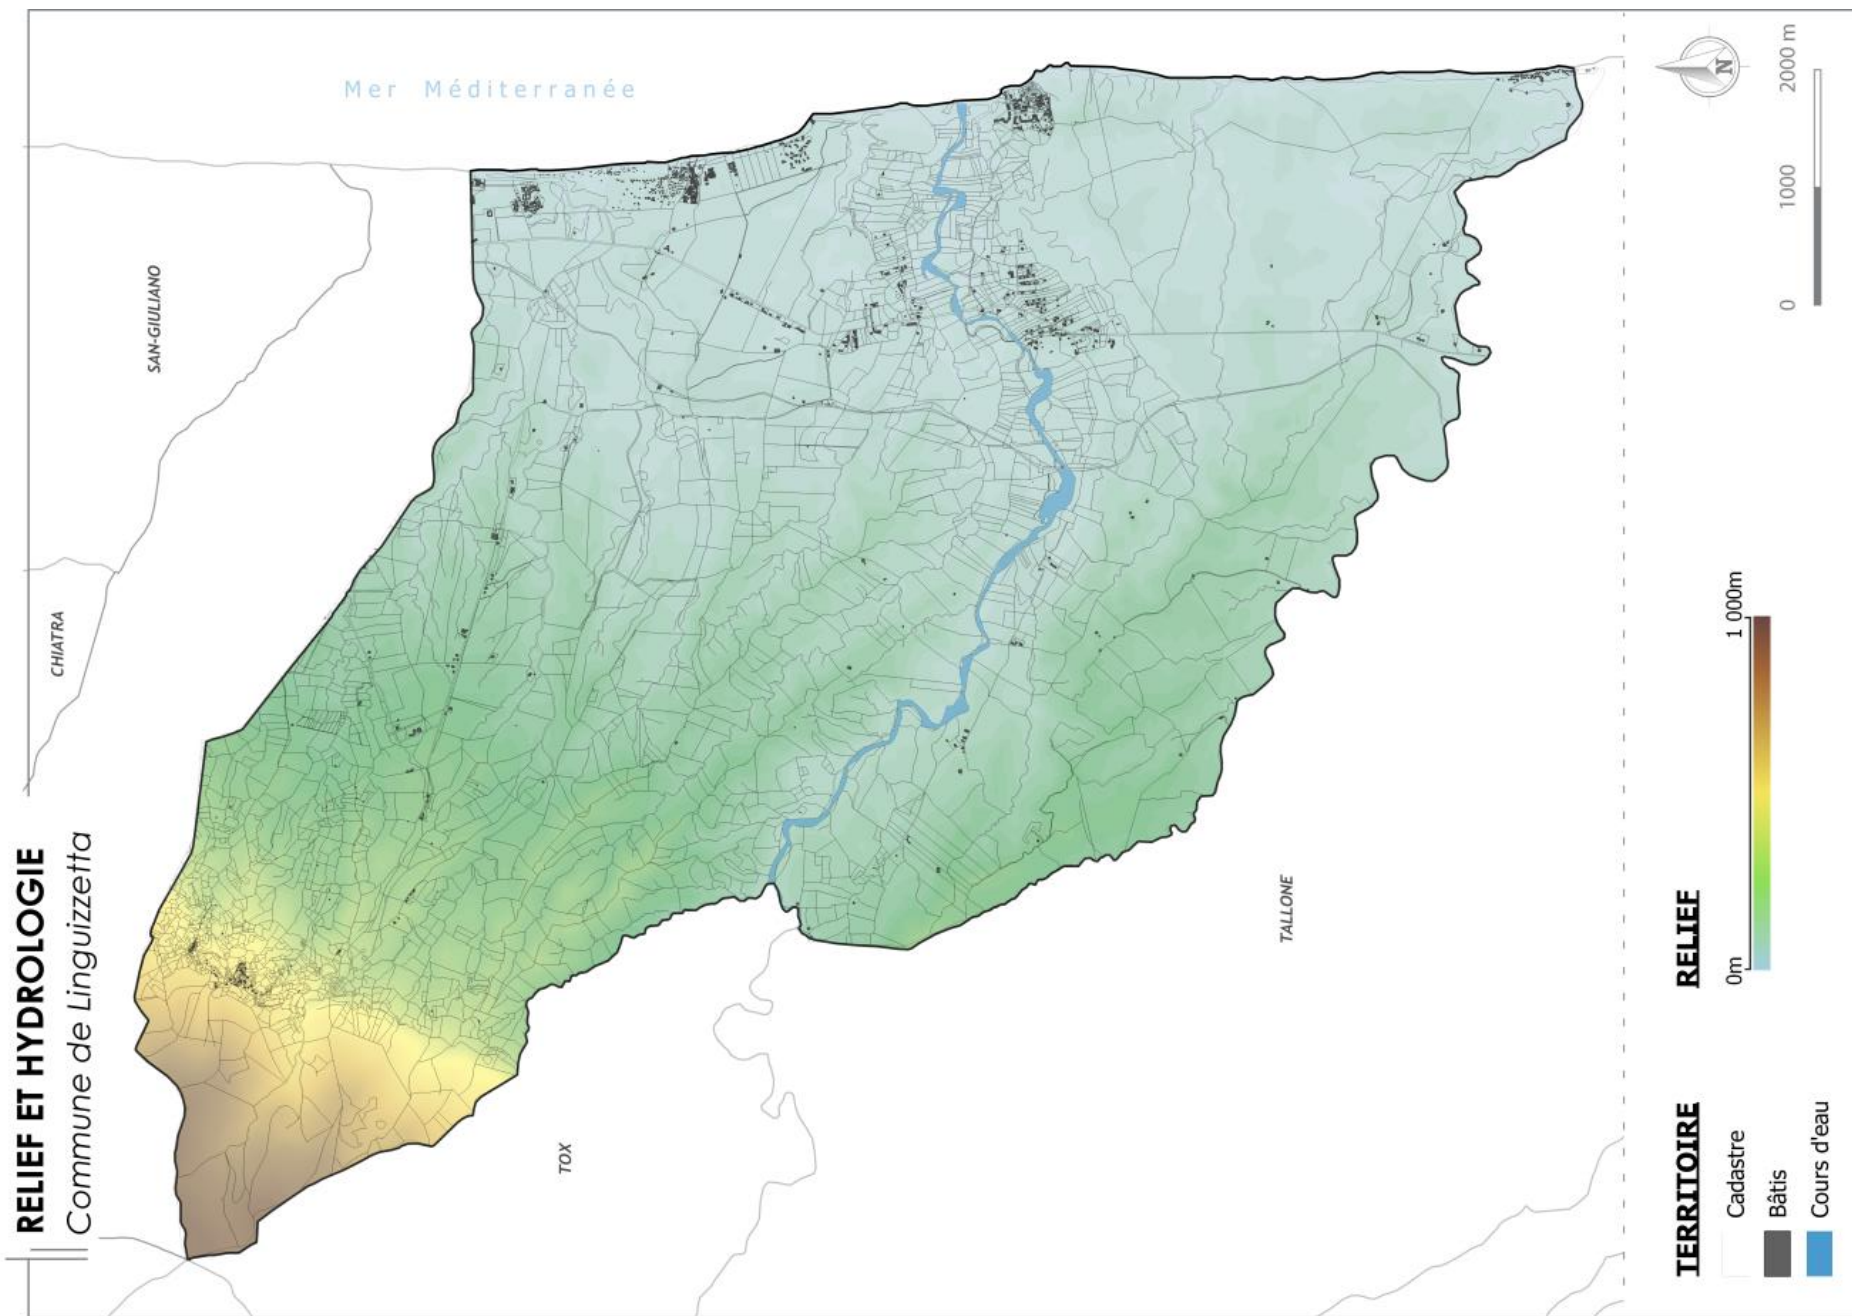 RELIEF ET HYDROLOGIE
Commune de Linguizzetta
CHIATRA
SAN-GIULIANO
Mer Méditerranée
TOX
TALLONE
TERRITOIRE
Cadastre
Bâtis
Cours d'eau
RELIEF
0m
1 000m
N
0
1000
2000 m